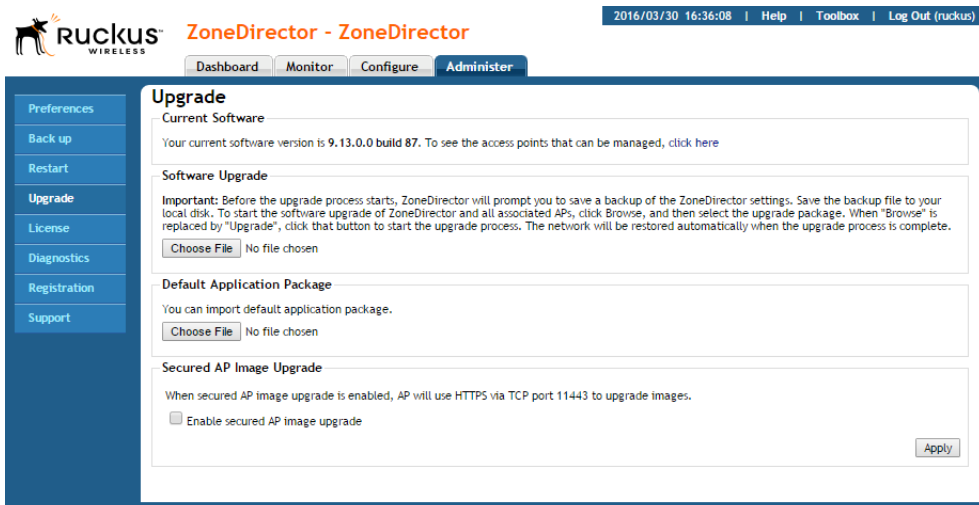 2016/03/30 16:36:08 | Help | Toolbox | Log Out (ruckus)
RUCKUS™
WIRELESS
ZoneDirector - ZoneDirector
Dashboard Monitor Configure Administer
Preferences
Back up
Restart
Upgrade
License
Diagnostics
Registration
Support
Upgrade
Current Software
Your current software version is 9.13.0.0 build 87. To see the access points that can be managed, click here
Software Upgrade
Important: Before the upgrade process starts, ZoneDirector will prompt you to save a backup of the ZoneDirector settings. Save the backup file to your
local disk. To start the software upgrade of ZoneDirector and all associated APs, click Browse, and then select the upgrade package. When "Browse" is
replaced by "Upgrade", click that button to start the upgrade process. The network will be restored automatically when the upgrade process is complete.
Choose File No file chosen
Default Application Package
You can import default application package.
Choose File No file chosen
Secured AP Image Upgrade
When secured AP image upgrade is enabled, AP will use HTTPS via TCP port 11443 to upgrade images.
Enable secured AP image upgrade
Apply